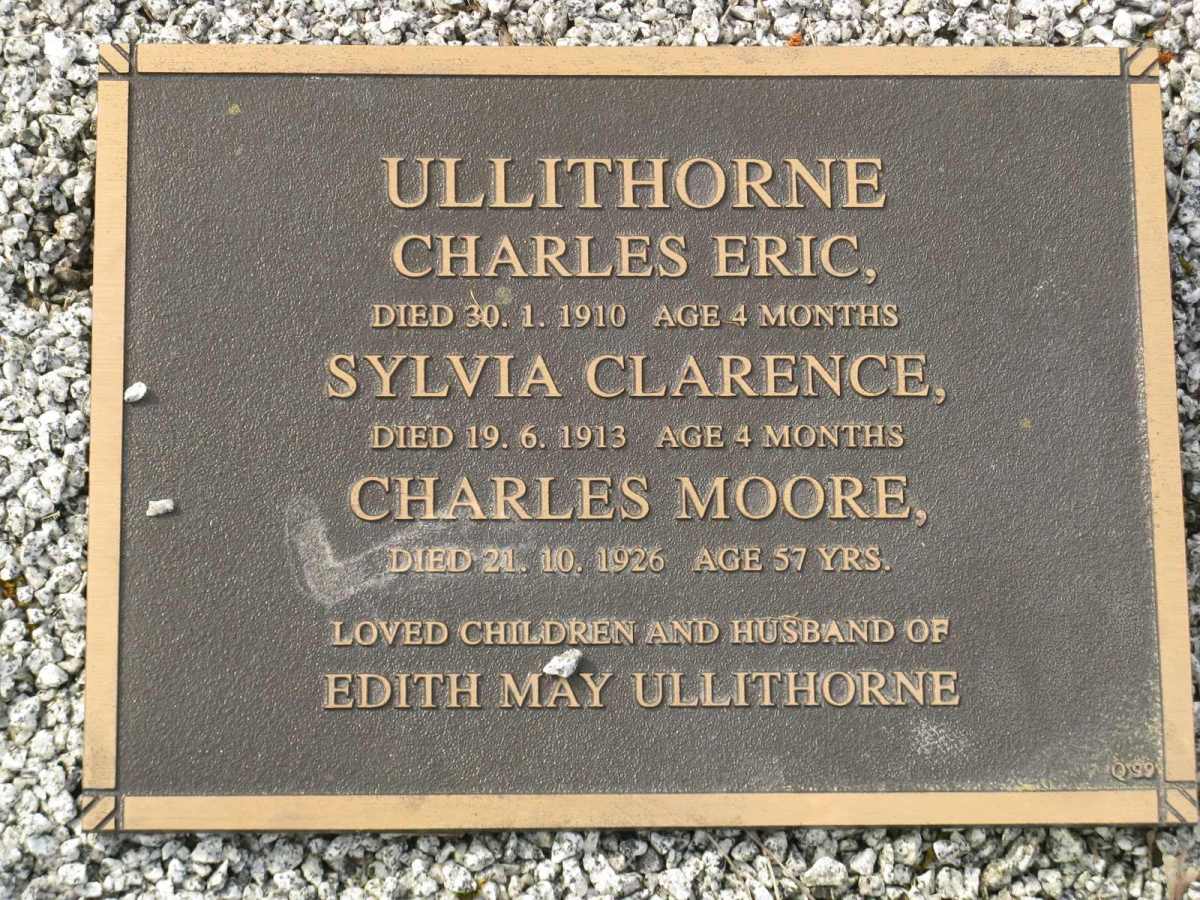 ULLITHORNE
CHARLES ERIC,
DIED 30. 1. 1910 AGE 4 MONTHS
SYLVIA CLARENCE,
DIED 19. 6. 1913 AGE 4 MONTHS
CHARLES MOORE,
DIED 21. 10. 1926 AGE 57 YRS.
LOVED CHILDREN AND HUSBAND OF
EDITH MAY ULLITHORNE
Q'99